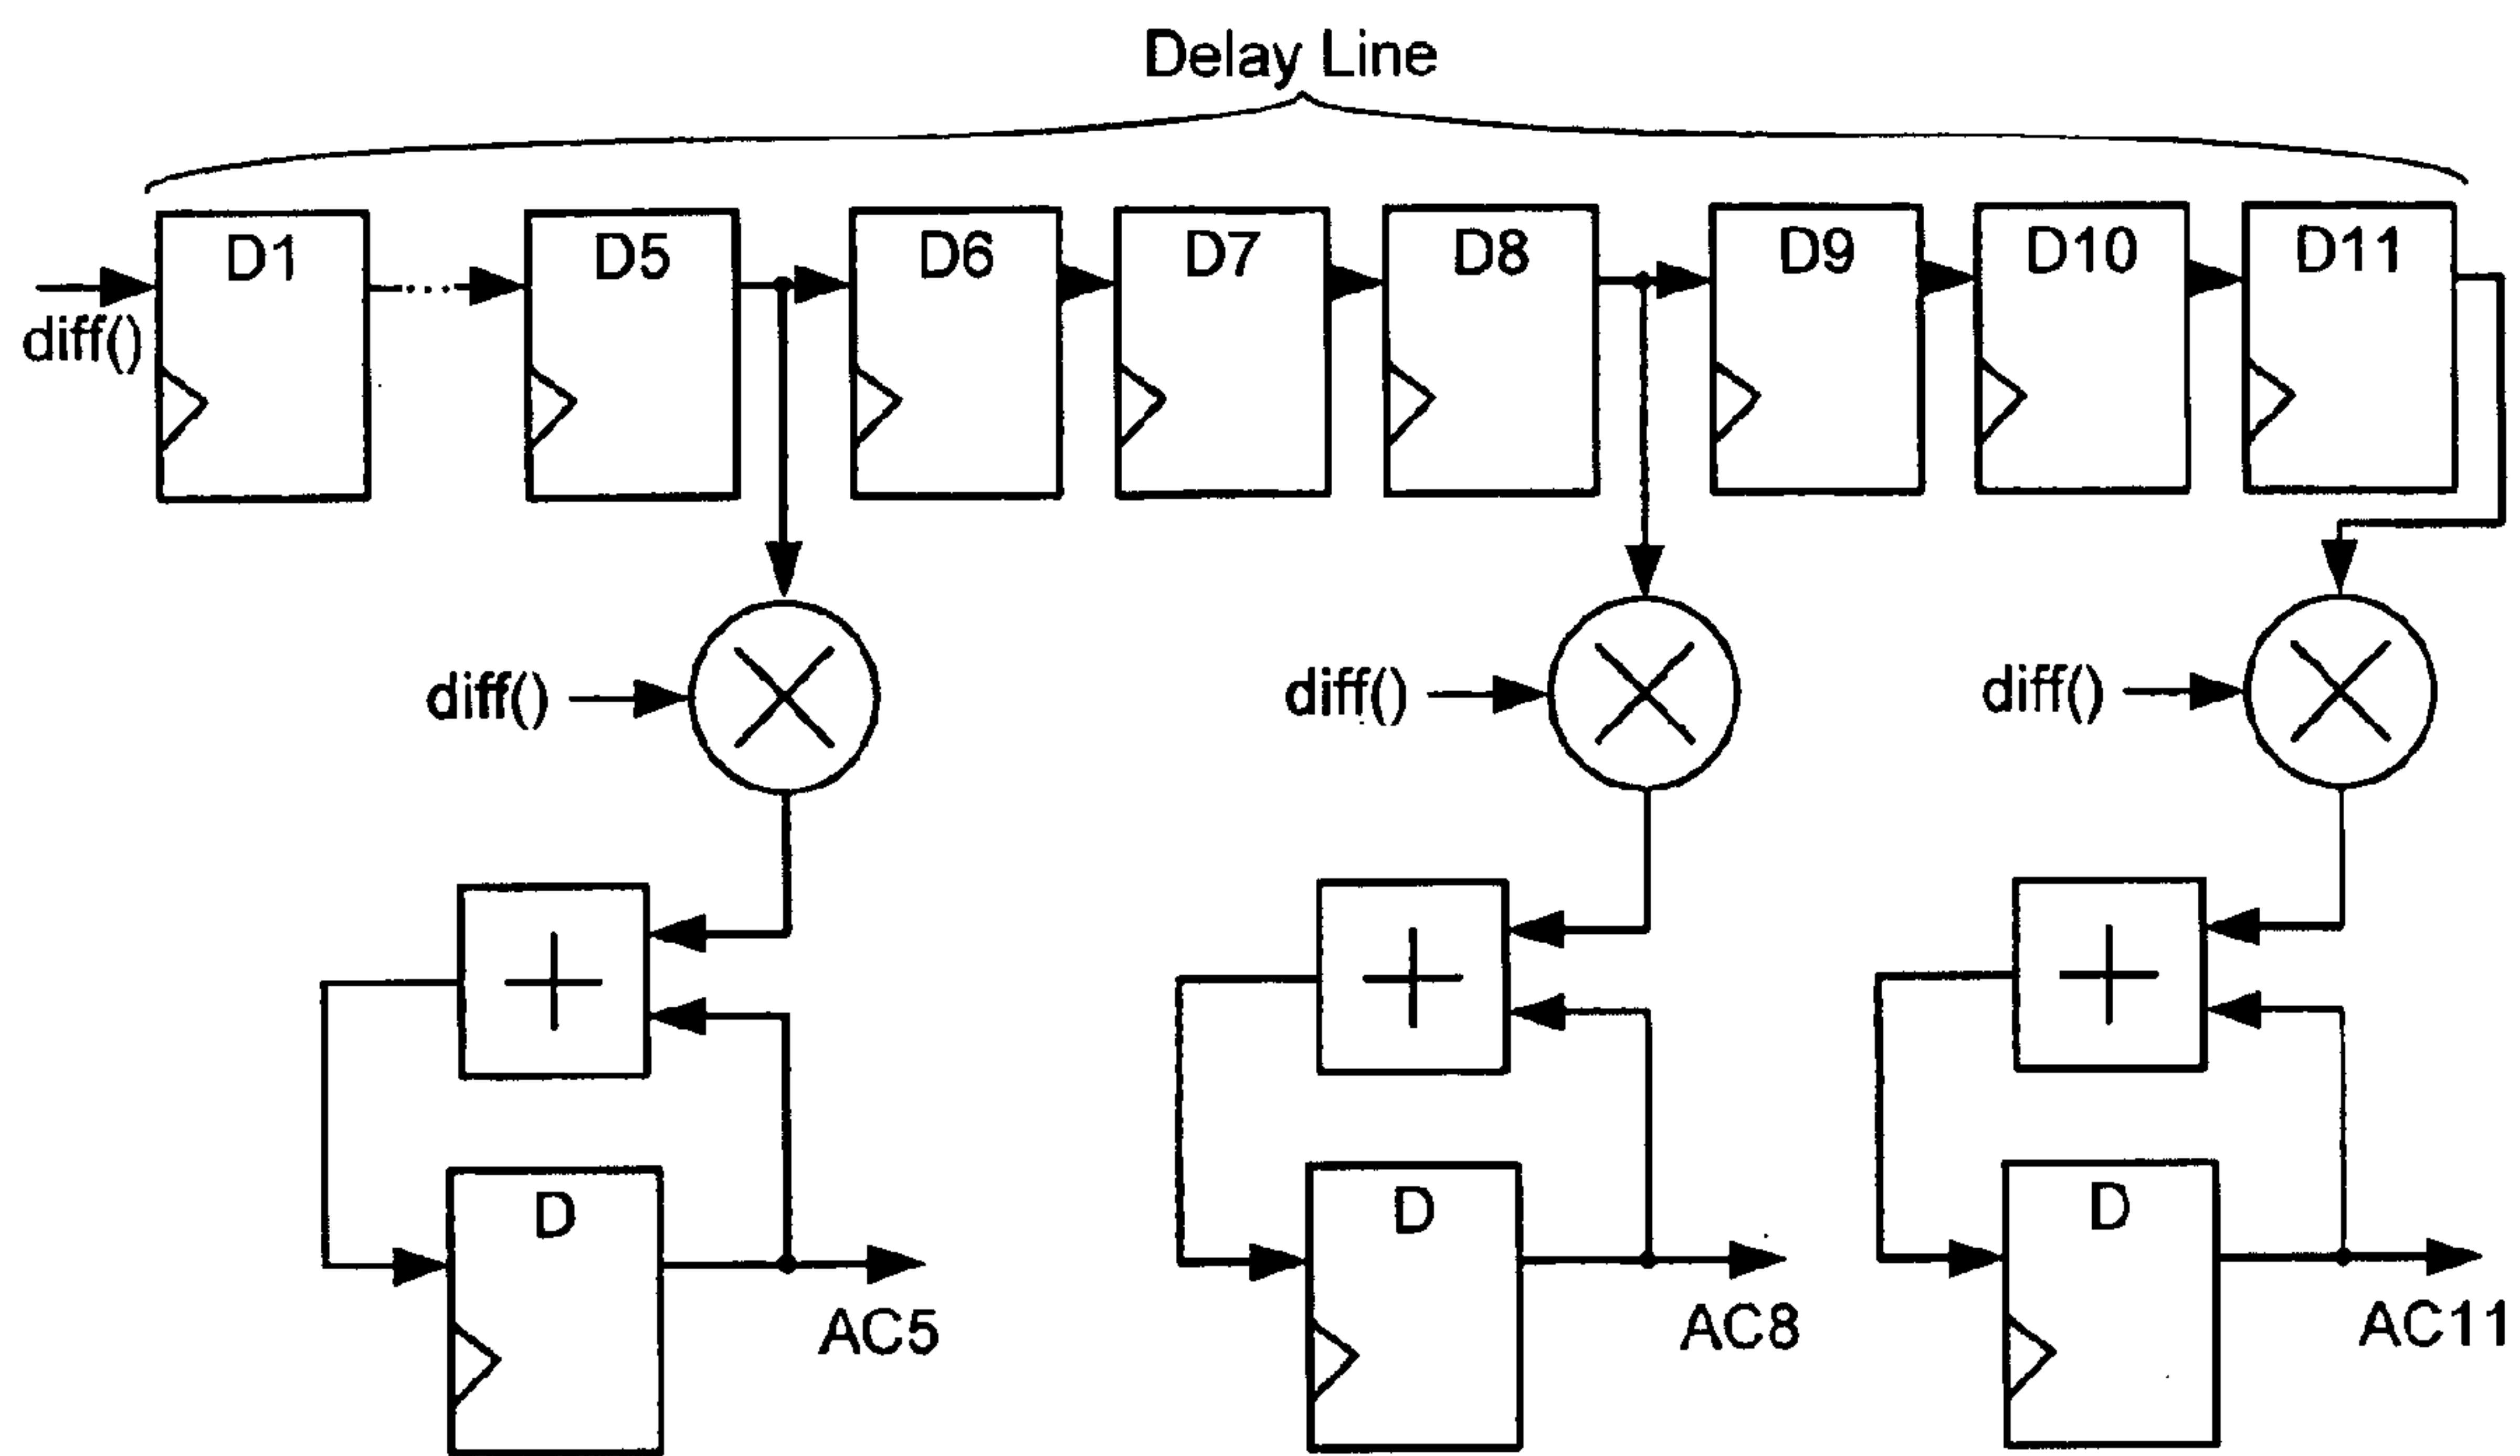 Delay Line
D1
D5
D6
D7
D8
D9
D10
D11
diff()
diff()
diff()
diff()
D
D
D
AC5
AC8
AC11